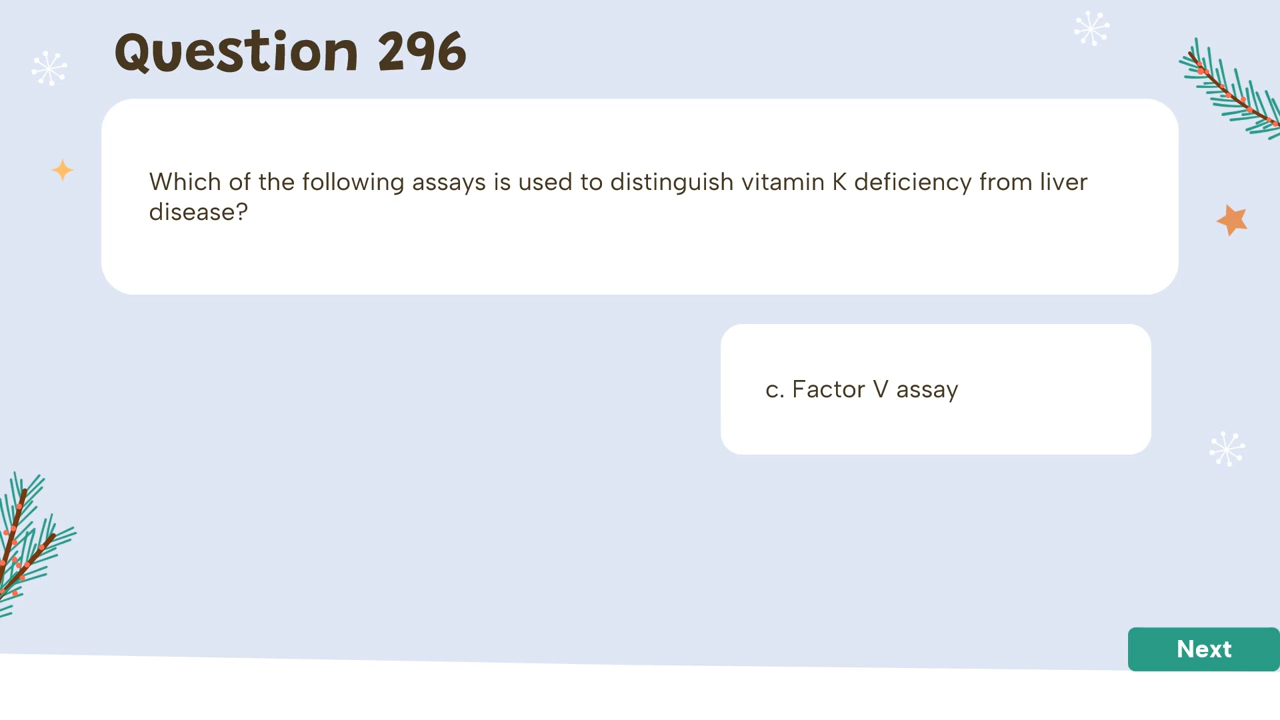 Question 296
Which of the following assays is used to distinguish vitamin K deficiency from liver
disease?
c. Factor V assay
Next